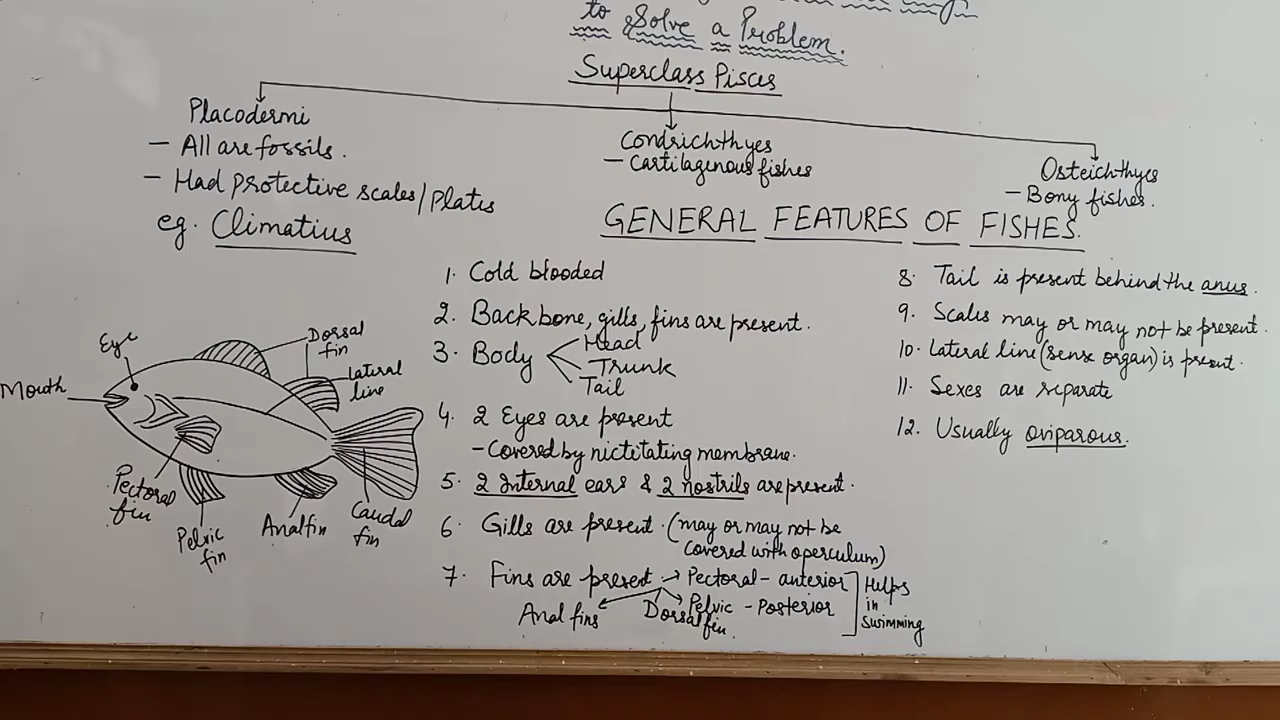 to Solve a Problem.
Superclass Pisces
Placodermi
- All are fossils.
- Had protective scales/plates
eg. Climatius
Condrichthyes
- Cartilagenous fishes
Osteichthyes
- Bony fishes.
GENERAL FEATURES OF FISHES.
Eye
Mouth
Dorsal
fin
Lateral
line
Pectoral
fin
Pelvic
fin
Anal fin
Caudal
fin
1. Cold blooded
2. Backbone, gills, fins are present.
3. Body
Head
Trunk
Tail
4. 2 Eyes are present
- Covered by nictitating membrane.
5. 2 Internal ears & 2 nostrils are present.
6. Gills are present. (may or may not be
covered with operculum)
7. Fins are present → Pectoral - anterior
Pelvic - Posterior
Anal fins
Dorsal fin.
Helps
in
Swimming
8. Tail is present behind the anus.
9. Scales may or may not be present.
10. Lateral line (sense organ) is present.
11. Sexes are separate
12. Usually oviparous.